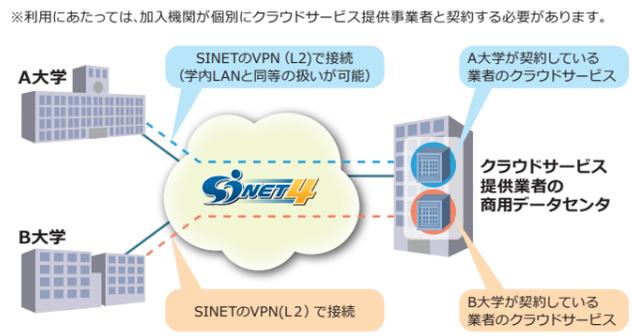 ※利用にあたっては、加入機関が個別にクラウドサービス提供事業者と契約する必要があります。
A大学
SINETのVPN（L2)で接続
（学内LANと同等の扱いが可能）
A大学が契約している
業者のクラウドサービス
SINET4
クラウドサービス
提供業者の
商用データセンタ
B大学
SINETのVPN(L２）で接続
B大学が契約している
業者のクラウドサービス